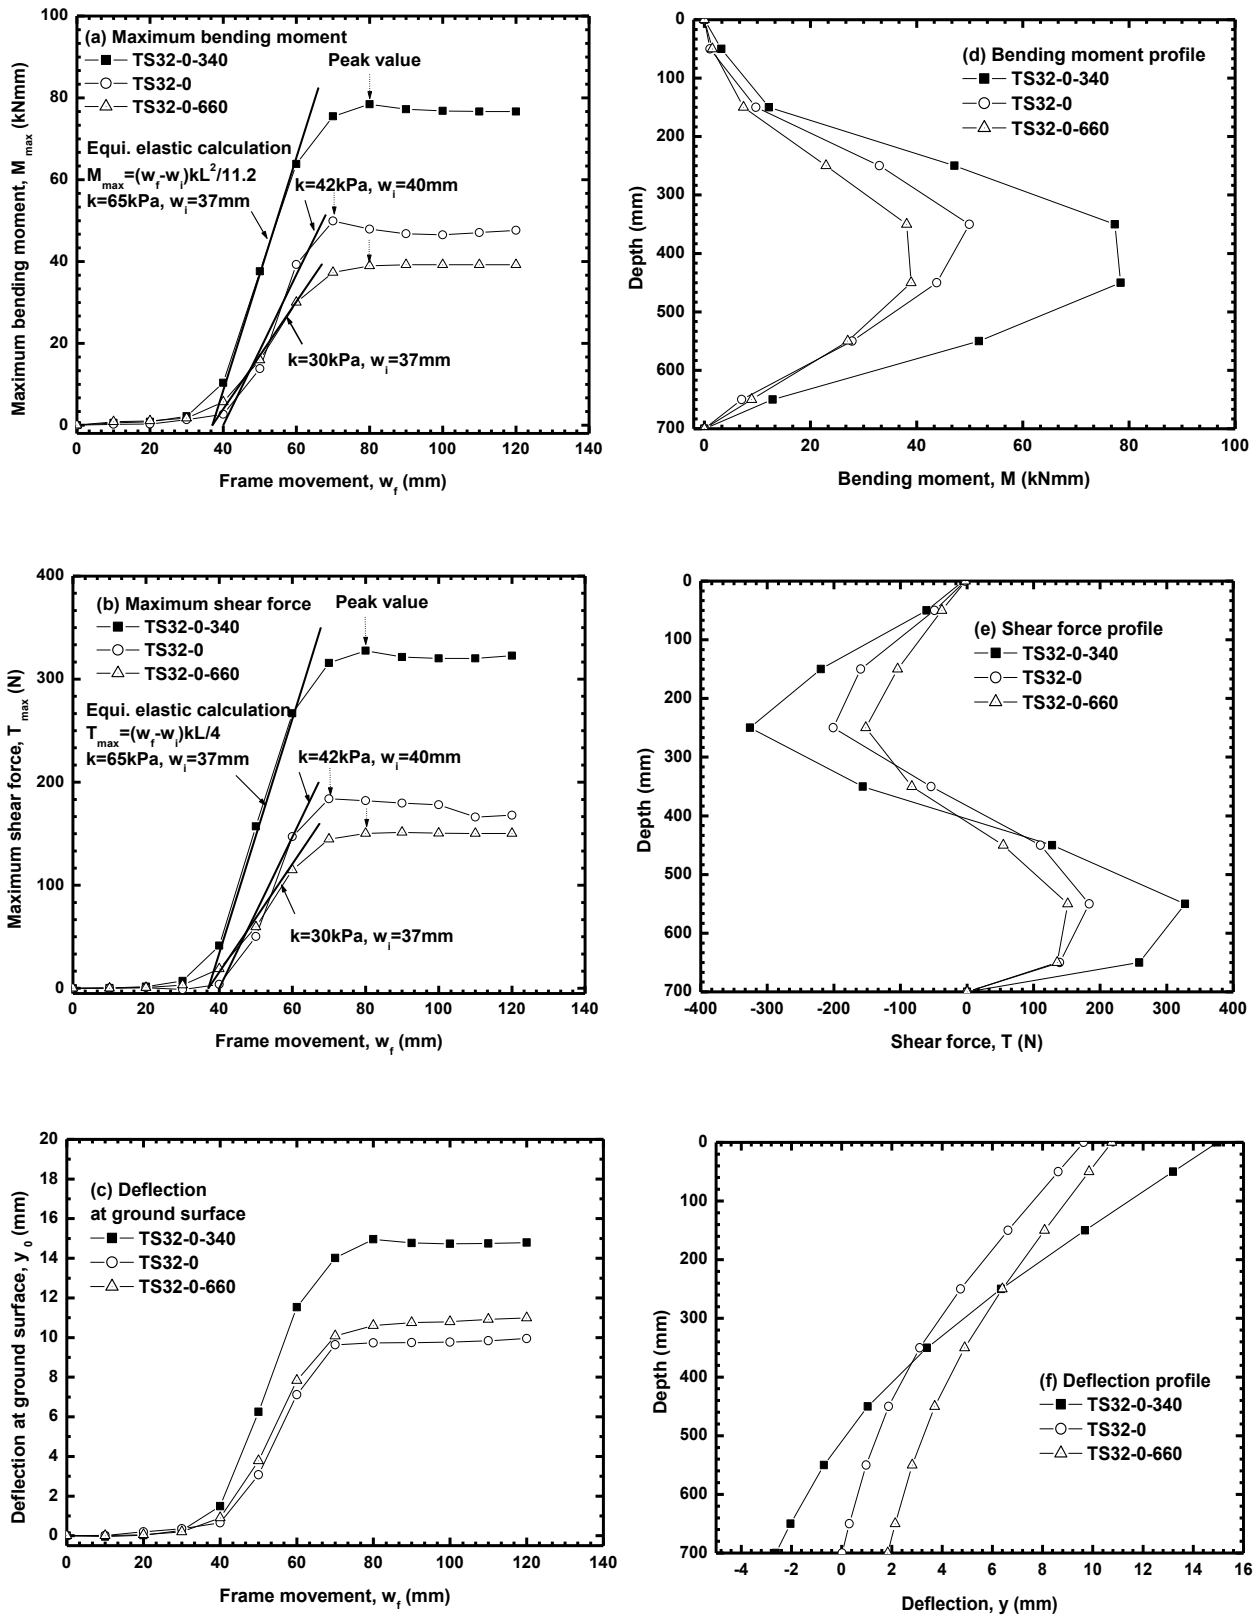 (a) Maximum bending moment
TS32-0-340
TS32-0
TS32-0-660
Peak value
Equi. elastic calculation
M_max=(w_f-w_i)kL²/11.2
k=65kPa, w_i=37mm
k=42kPa, w_i=40mm
k=30kPa, w_i=37mm
Maximum bending moment, M_max (kNmm)
100
80
60
40
20
0
0 20 40 60 80 100 120 140
Frame movement, w_f (mm)
(d) Bending moment profile
TS32-0-340
TS32-0
TS32-0-660
Depth (mm)
0
100
200
300
400
500
600
700
0 20 40 60 80 100
Bending moment, M (kNmm)
(b) Maximum shear force
TS32-0-340
TS32-0
TS32-0-660
Peak value
Equi. elastic calculation
T_max=(w_f-w_i)kL/4
k=65kPa, w_i=37mm
k=42kPa, w_i=40mm
k=30kPa, w_i=37mm
Maximum shear force, T_max (N)
400
300
200
100
0
0 20 40 60 80 100 120 140
Frame movement, w_f (mm)
(e) Shear force profile
TS32-0-340
TS32-0
TS32-0-660
Depth (mm)
0
100
200
300
400
500
600
700
-400 -300 -200 -100 0 100 200 300 400
Shear force, T (N)
(c) Deflection
at ground surface
TS32-0-340
TS32-0
TS32-0-660
Deflection at ground surface, y_0 (mm)
20
18
16
14
12
10
8
6
4
2
0
0 20 40 60 80 100 120 140
Frame movement, w_f (mm)
(f) Deflection profile
TS32-0-340
TS32-0
TS32-0-660
Depth (mm)
0
100
200
300
400
500
600
700
-4 -2 0 2 4 6 8 10 12 14 16
Deflection, y (mm)